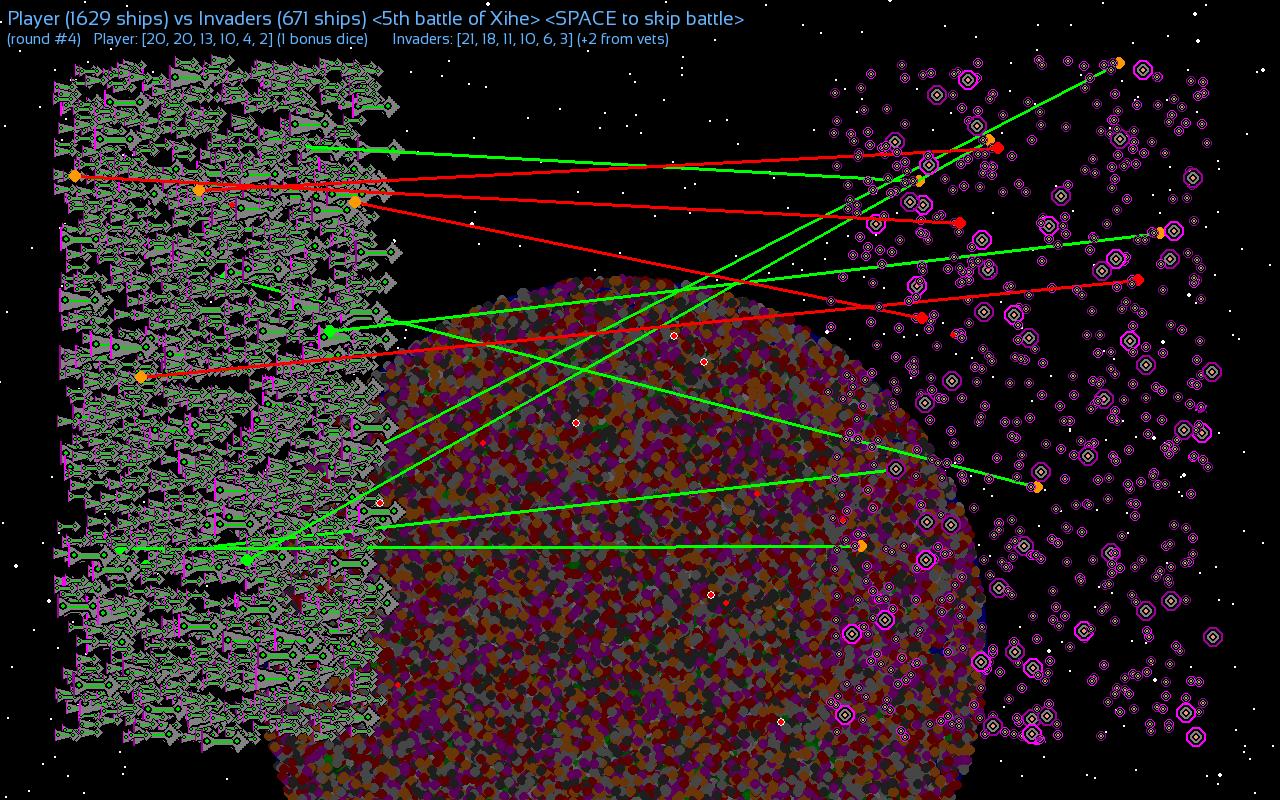 Player (1629 ships) vs Invaders (671 ships) <5th battle of Xihe> <SPACE to skip battle>
(round #4) Player: [20, 20, 13, 10, 4, 2] (1 bonus dice) Invaders: [21, 18, 11, 10, 6, 3] (+2 from vets)